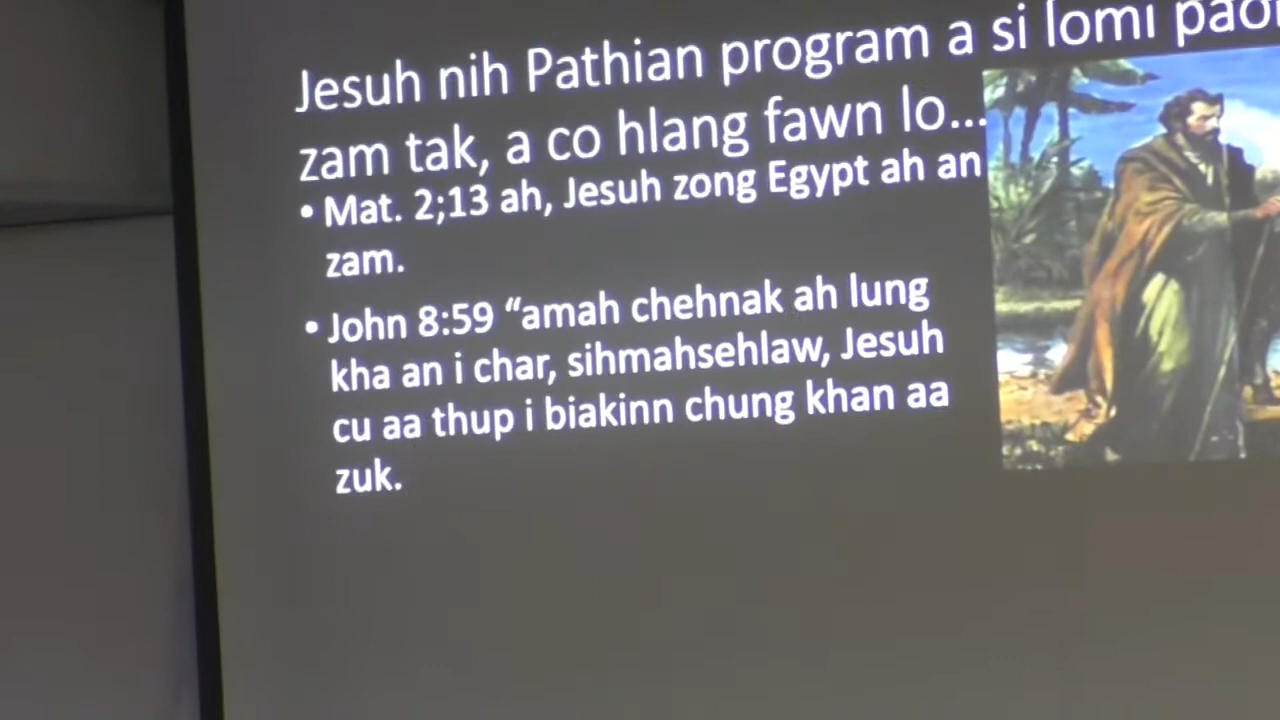 Jesuh nih Pathian program a si lomi
zam tak, a co hlang fawn lo...
• Mat. 2;13 ah, Jesuh zong Egypt ah an
zam.
• John 8:59 “amah chehnak ah lung
kha an i char, sihmahsehlaw, Jesuh
cu aa thup i biakinn chung khan aa
zuk.